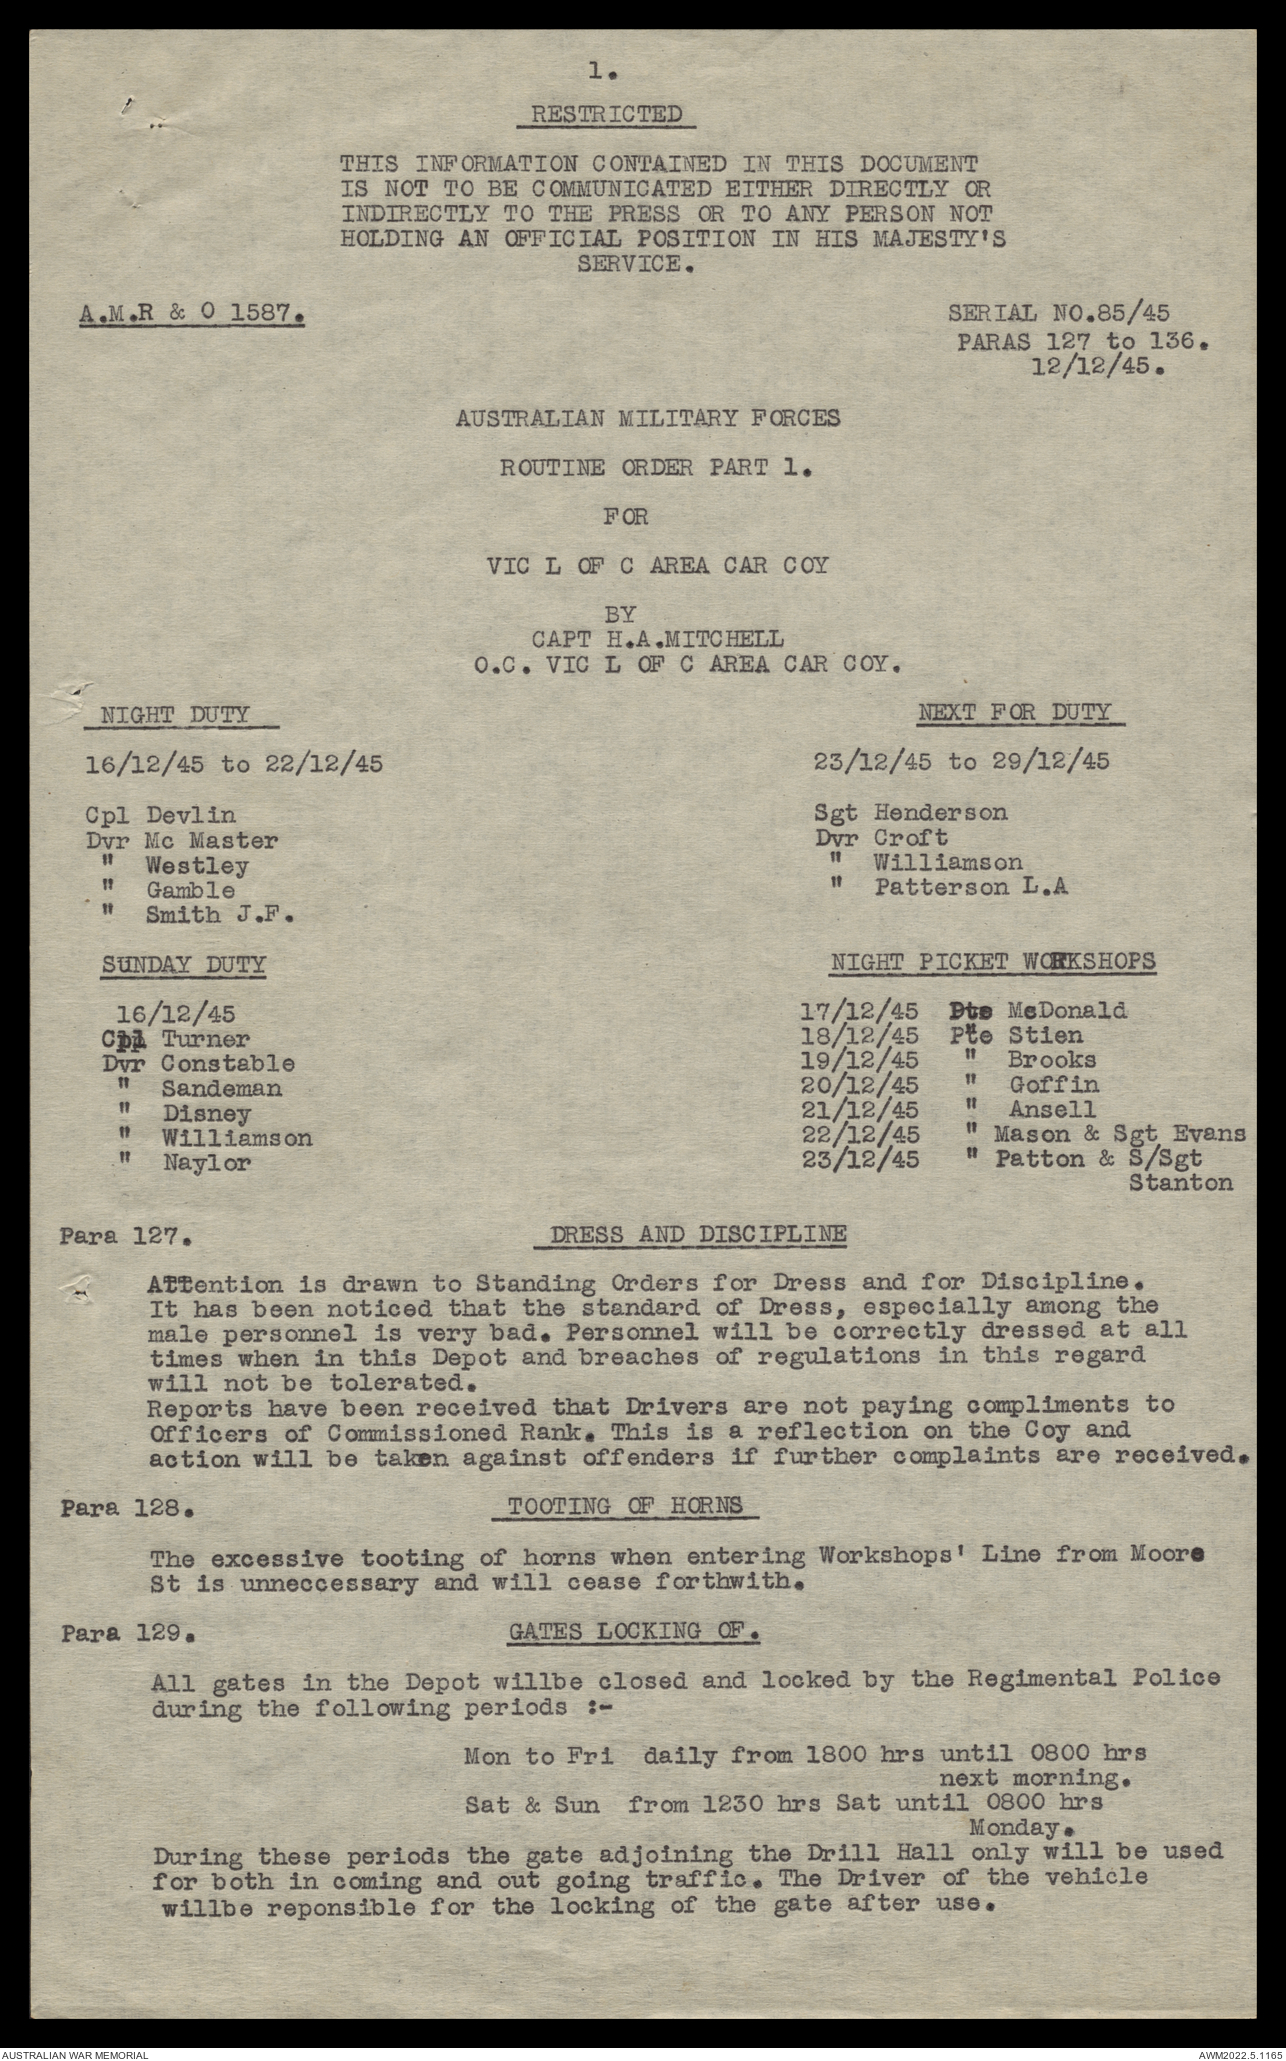 1.
RESTRICTED
THIS INFORMATION CONTAINED IN THIS DOCUMENT
IS NOT TO BE COMMUNICATED EITHER DIRECTLY OR
INDIRECTLY TO THE PRESS OR TO ANY PERSON NOT
HOLDING AN OFFICIAL POSITION IN HIS MAJESTY'S
SERVICE.
A.M.R & O 1587.
SERIAL NO.85/45
PARAS 127 to 136.
12/12/45.
AUSTRALIAN MILITARY FORCES
ROUTINE ORDER PART 1.
FOR
VIC L OF C AREA CAR COY
BY
CAPT H.A.MITCHELL
O.C. VIC L OF C AREA CAR COY.
NIGHT DUTY
16/12/45 to 22/12/45
Cpl Devlin
Dvr Mc Master
" Westley
" Gamble
" Smith J.F.
NEXT FOR DUTY
23/12/45 to 29/12/45
Sgt Henderson
Dvr Croft
" Williamson
" Patterson L.A
SUNDAY DUTY
16/12/45
Cpl Turner
Dvr Constable
" Sandeman
" Disney
" Williamson
" Naylor
NIGHT PICKET WORKSHOPS
17/12/45 Pte McDonald
18/12/45 Pte Stien
19/12/45 " Brooks
20/12/45 " Goffin
21/12/45 " Ansell
22/12/45 " Mason & Sgt Evans
23/12/45 " Patton & S/Sgt
Stanton
Para 127. DRESS AND DISCIPLINE
Attention is drawn to Standing Orders for Dress and for Discipline.
It has been noticed that the standard of Dress, especially among the
male personnel is very bad. Personnel will be correctly dressed at all
times when in this Depot and breaches of regulations in this regard
will not be tolerated.
Reports have been received that Drivers are not paying compliments to
Officers of Commissioned Rank. This is a reflection on the Coy and
action will be taken against offenders if further complaints are received.
Para 128. TOOTING OF HORNS
The excessive tooting of horns when entering Workshops' Line from Moore
St is unneccessary and will cease forthwith.
Para 129. GATES LOCKING OF.
All gates in the Depot willbe closed and locked by the Regimental Police
during the following periods :-
Mon to Fri daily from 1800 hrs until 0800 hrs
next morning.
Sat & Sun from 1230 hrs Sat until 0800 hrs
Monday.
During these periods the gate adjoining the Drill Hall only will be used
for both in coming and out going traffic. The Driver of the vehicle
willbe reponsible for the locking of the gate after use.
AUSTRALIAN WAR MEMORIAL
AWM2022.5.1165